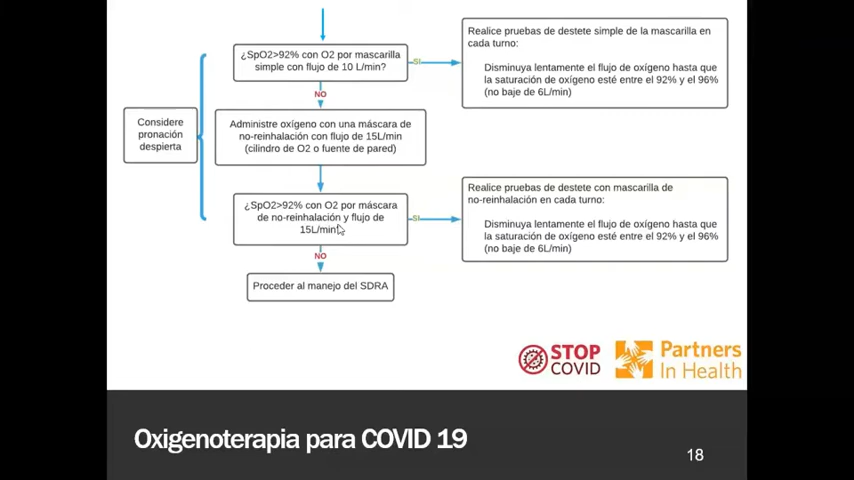 ¿SpO2>92% con O2 por mascarilla
simple con flujo de 10 L/min?
SI
Realice pruebas de destete simple de la mascarilla en
cada turno:
Disminuya lentamente el flujo de oxígeno hasta que
la saturación de oxígeno esté entre el 92% y el 96%
(no baje de 6L/min)
NO
Considere
pronación
despierta
Administre oxígeno con una máscara de
no-reinhalación con flujo de 15L/min
(cilindro de O2 o fuente de pared)
¿SpO2>92% con O2 por máscara
de no-reinhalación y flujo de
15L/min
SI
Realice pruebas de destete con mascarilla de
no-reinhalación en cada turno:
Disminuya lentamente el flujo de oxígeno hasta que
la saturación de oxígeno esté entre el 92% y el 96%
(no baje de 6L/min)
NO
Proceder al manejo del SDRA
STOP
COVID
Partners
In Health
Oxigenoterapia para COVID 19
18